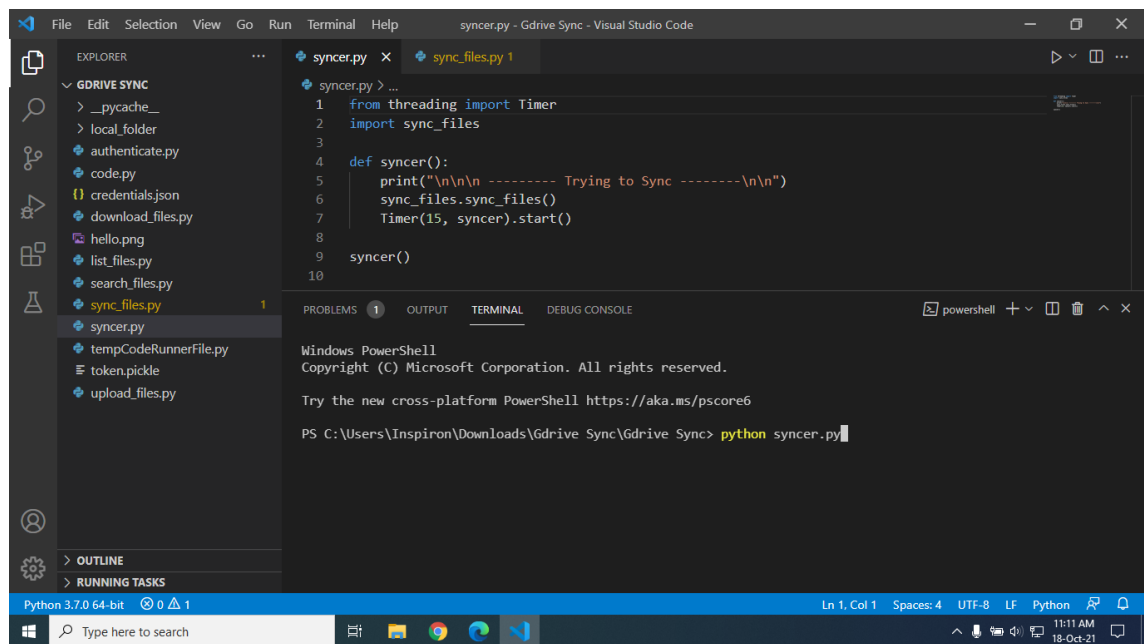 File Edit Selection View Go Run Terminal Help syncer.py - Gdrive Sync - Visual Studio Code
EXPLORER
GDRIVE SYNC
__pycache__
local_folder
authenticate.py
code.py
{} credentials.json
download_files.py
hello.png
list_files.py
search_files.py
sync_files.py 1
syncer.py
tempCodeRunnerFile.py
token.pickle
upload_files.py
OUTLINE
RUNNING TASKS
syncer.py sync_files.py 1
syncer.py > ...
1 from threading import Timer
2 import sync_files
3
4 def syncer():
5     print("\n\n\n --------- Trying to Sync --------\n\n")
6     sync_files.sync_files()
7     Timer(15, syncer).start()
8
9 syncer()
10
PROBLEMS 1 OUTPUT TERMINAL DEBUG CONSOLE powershell
Windows PowerShell
Copyright (C) Microsoft Corporation. All rights reserved.
Try the new cross-platform PowerShell https://aka.ms/pscore6
PS C:\Users\Inspiron\Downloads\Gdrive Sync\Gdrive Sync> python syncer.py
Python 3.7.0 64-bit 0 1 Ln 1, Col 1 Spaces: 4 UTF-8 LF Python
Type here to search
11:11 AM
18-Oct-21